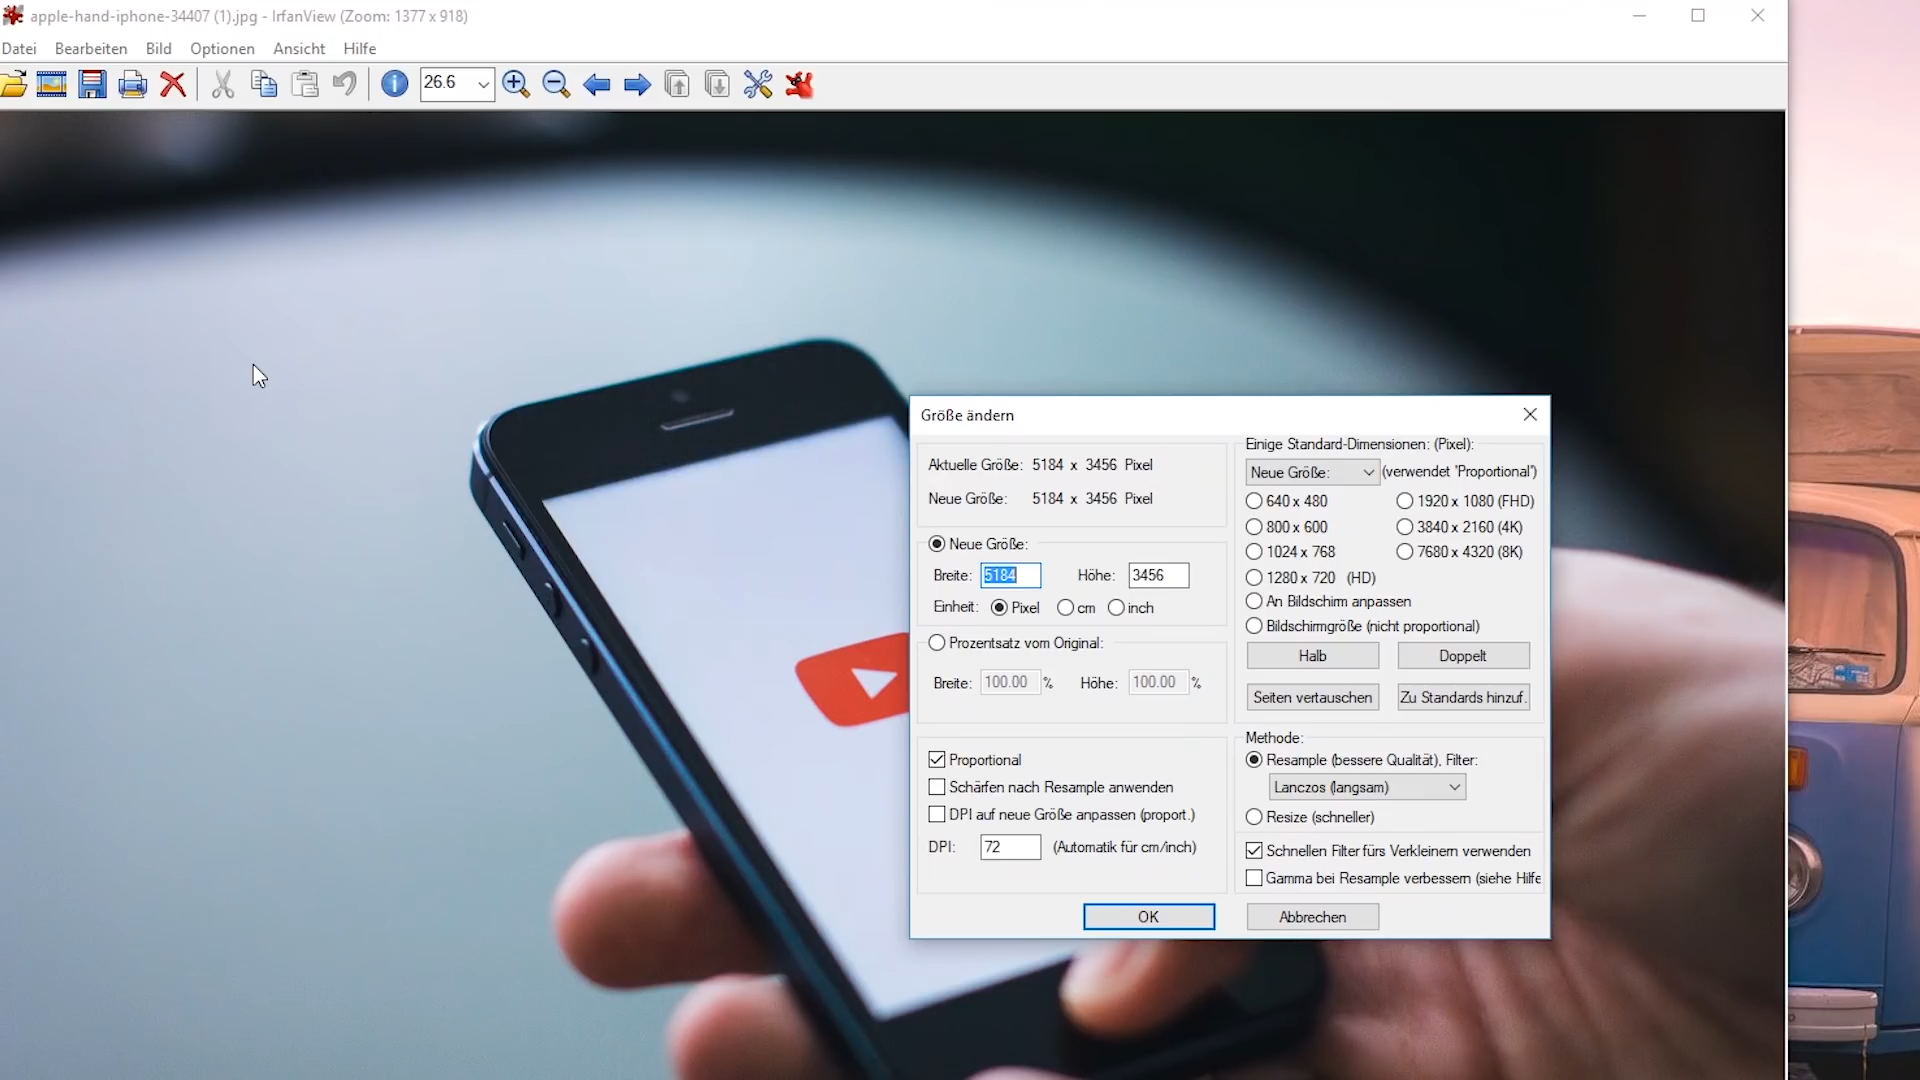 apple-hand-iphone-34407 (1).jpg - IrfanView (Zoom: 1377 x 918)
Datei Bearbeiten Bild Optionen Ansicht Hilfe
26.6
Größe ändern
Aktuelle Größe: 5184 x 3456 Pixel
Neue Größe: 5184 x 3456 Pixel
Neue Größe:
Breite: 5184 Höhe: 3456
Einheit: Pixel cm inch
Prozentsatz vom Original:
Breite: 100.00 % Höhe: 100.00 %
Proportional
Schärfen nach Resample anwenden
DPI auf neue Größe anpassen (proport.)
DPI: 72 (Automatik für cm/inch)
Einige Standard-Dimensionen: (Pixel):
Neue Größe: (verwendet 'Proportional')
640 x 480 1920 x 1080 (FHD)
800 x 600 3840 x 2160 (4K)
1024 x 768 7680 x 4320 (8K)
1280 x 720 (HD)
An Bildschirm anpassen
Bildschirmgröße (nicht proportional)
Halb Doppelt
Seiten vertauschen Zu Standards hinzuf.
Methode:
Resample (bessere Qualität), Filter:
Lanczos (langsam)
Resize (schneller)
Schnellen Filter fürs Verkleinern verwenden
Gamma bei Resample verbessern (siehe Hilfe
OK Abbrechen